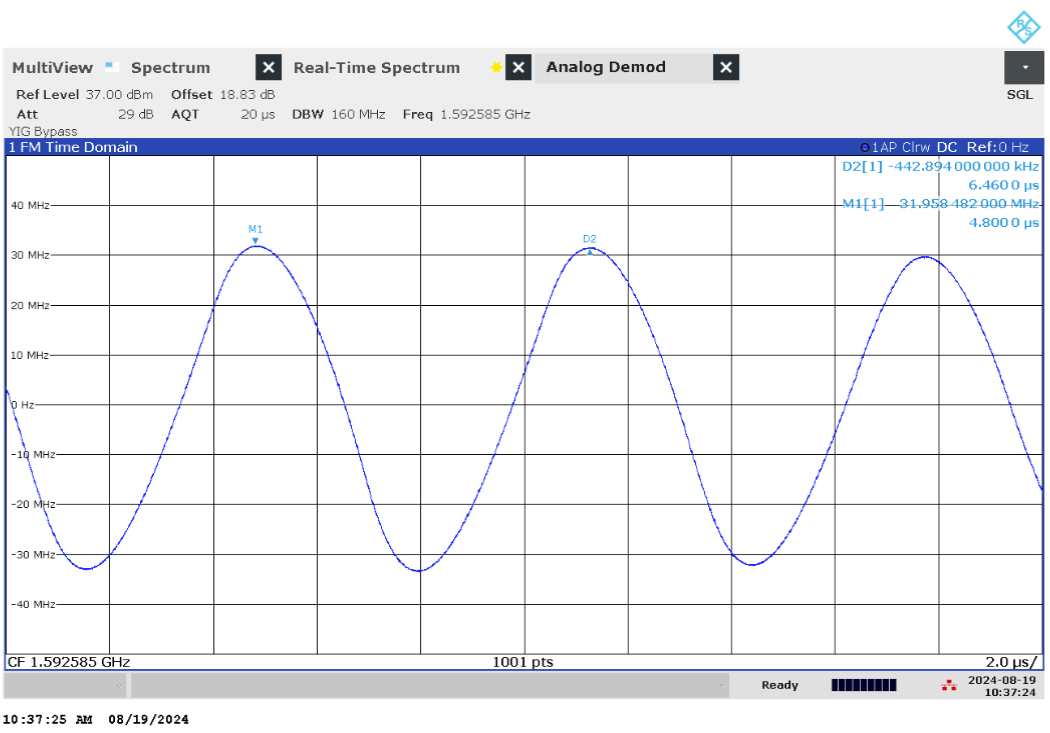 R&S
MultiView Spectrum X Real-Time Spectrum X Analog Demod X
Ref Level 37.00 dBm Offset 18.83 dB SGL
Att 29 dB AQT 20 µs DBW 160 MHz Freq 1.592585 GHz
YIG Bypass
1 FM Time Domain o1AP Clrw DC Ref:0 Hz
D2[1] -442.894 000 000 kHz
6.460 0 µs
M1[1] 31.958 482 000 MHz
4.800 0 µs
40 MHz
M1
D2
30 MHz
20 MHz
10 MHz
0 Hz
-10 MHz
-20 MHz
-30 MHz
-40 MHz
CF 1.592585 GHz 1001 pts 2.0 µs/
Ready 2024-08-19
10:37:24
10:37:25 AM 08/19/2024